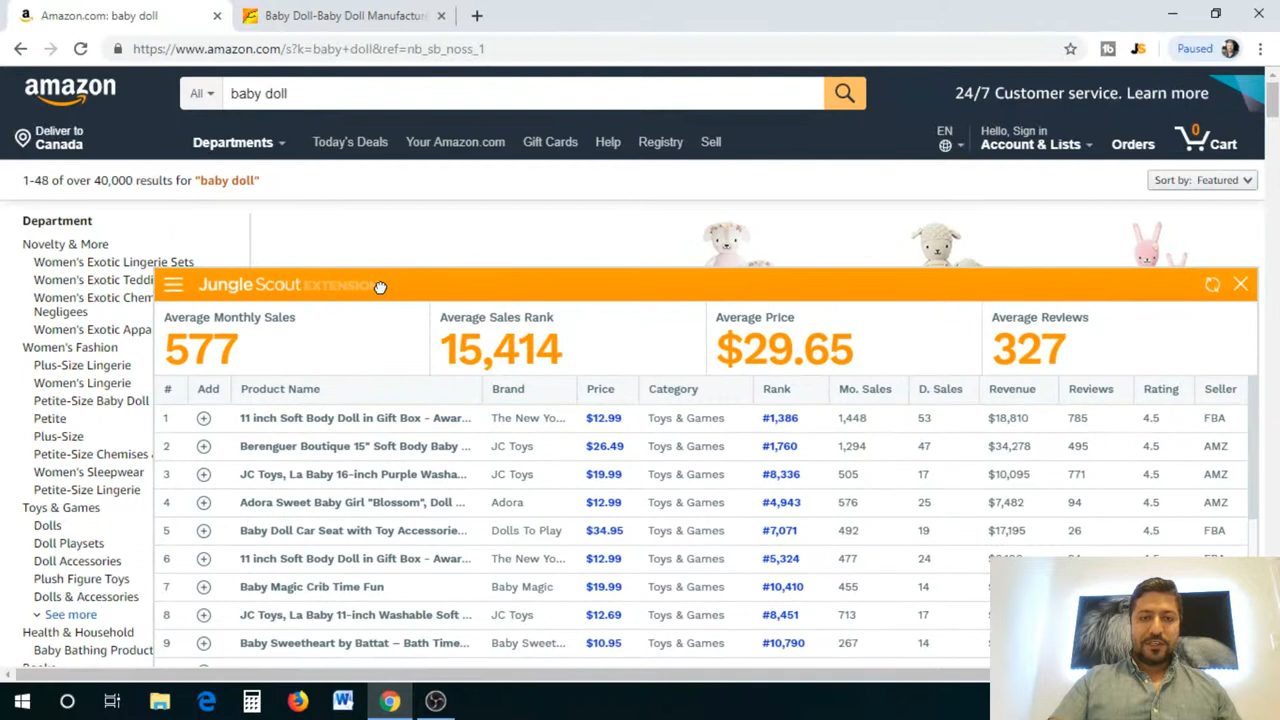 Amazon.com: baby doll
Baby Doll-Baby Doll Manufactur
https://www.amazon.com/s?k=baby+doll&ref=nb_sb_noss_1
Paused
amazon
All
baby doll
24/7 Customer service. Learn more
Deliver to
Canada
Departments
Today's Deals
Your Amazon.com
Gift Cards
Help
Registry
Sell
EN
Hello, Sign in
Account & Lists
Orders
0
Cart
1-48 of over 40,000 results for "baby doll"
Sort by: Featured
Department
Novelty & More
Women's Exotic Lingerie Sets
Women's Exotic Teddi
Women's Exotic Chem
Negligees
Women's Exotic Appa
Women's Fashion
Plus-Size Lingerie
Women's Lingerie
Petite-Size Baby Doll
Petite
Plus-Size
Petite-Size Chemises
Women's Sleepwear
Petite-Size Lingerie
Toys & Games
Dolls
Doll Playsets
Doll Accessories
Plush Figure Toys
Dolls & Accessories
See more
Health & Household
Baby Bathing Product
Jungle Scout EXTENSION
Average Monthly Sales
577
Average Sales Rank
15,414
Average Price
$29.65
Average Reviews
327
# Add Product Name Brand Price Category Rank Mo. Sales D. Sales Revenue Reviews Rating Seller
1 11 inch Soft Body Doll in Gift Box - Awar... The New Yo... $12.99 Toys & Games #1,386 1,448 53 $18,810 785 4.5 FBA
2 Berenguer Boutique 15" Soft Body Baby ... JC Toys $26.49 Toys & Games #1,760 1,294 47 $34,278 495 4.5 AMZ
3 JC Toys, La Baby 16-inch Purple Washa... JC Toys $19.99 Toys & Games #8,336 505 17 $10,095 771 4.5 AMZ
4 Adora Sweet Baby Girl "Blossom", Doll ... Adora $12.99 Toys & Games #4,943 576 25 $7,482 94 4.5 AMZ
5 Baby Doll Car Seat with Toy Accessorie... Dolls To Play $34.95 Toys & Games #7,071 492 19 $17,195 26 4.5 FBA
6 11 inch Soft Body Doll in Gift Box - Awar... The New Yo... $12.99 Toys & Games #5,324 477 24
7 Baby Magic Crib Time Fun Baby Magic $19.99 Toys & Games #10,410 455 14
8 JC Toys, La Baby 11-inch Washable Soft ... JC Toys $12.69 Toys & Games #8,451 713 17
9 Baby Sweetheart by Battat – Bath Time... Baby Sweet... $10.95 Toys & Games #10,790 267 14